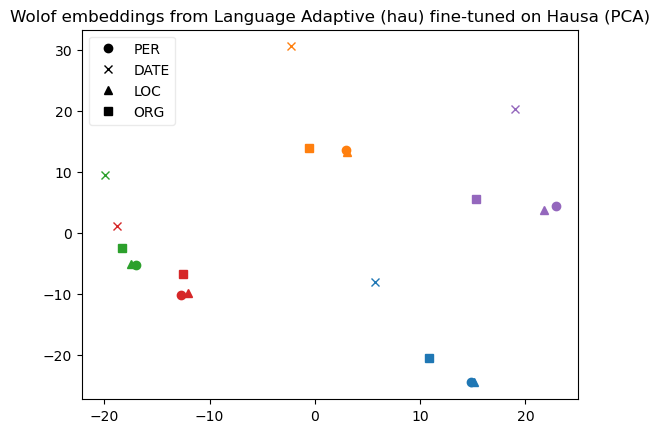 Wolof embeddings from Language Adaptive (hau) fine-tuned on Hausa (PCA)
PER
DATE
LOC
ORG
30
20
10
0
−10
−20
−20
−10
0
10
20